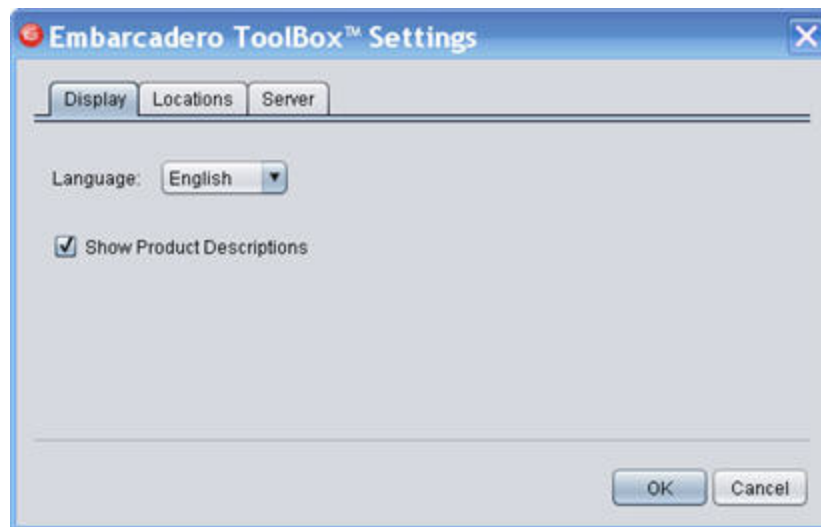 Embarcadero ToolBox™ Settings
Display Locations Server
Language: English
Show Product Descriptions
OK Cancel